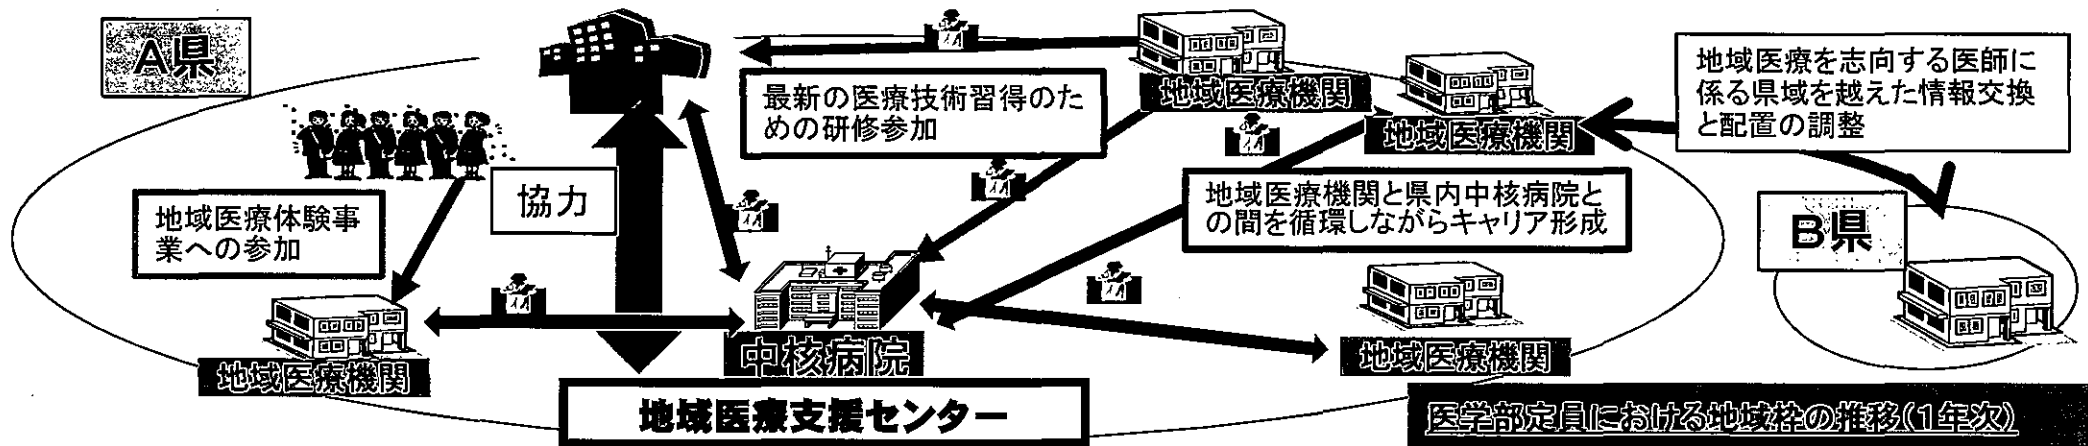 A県
最新の医療技術習得のた
めの研修参加
地域医療機関
地域医療機関
地域医療を志向する医師に
係る県域を越えた情報交換
と配置の調整
協力
地域医療体験事
業への参加
地域医療機関と県内中核病院と
の間を循環しながらキャリア形成
B県
地域医療機関
中核病院
地域医療機関
地域医療支援センター
医学部定員における地域枠の推移(1年次)